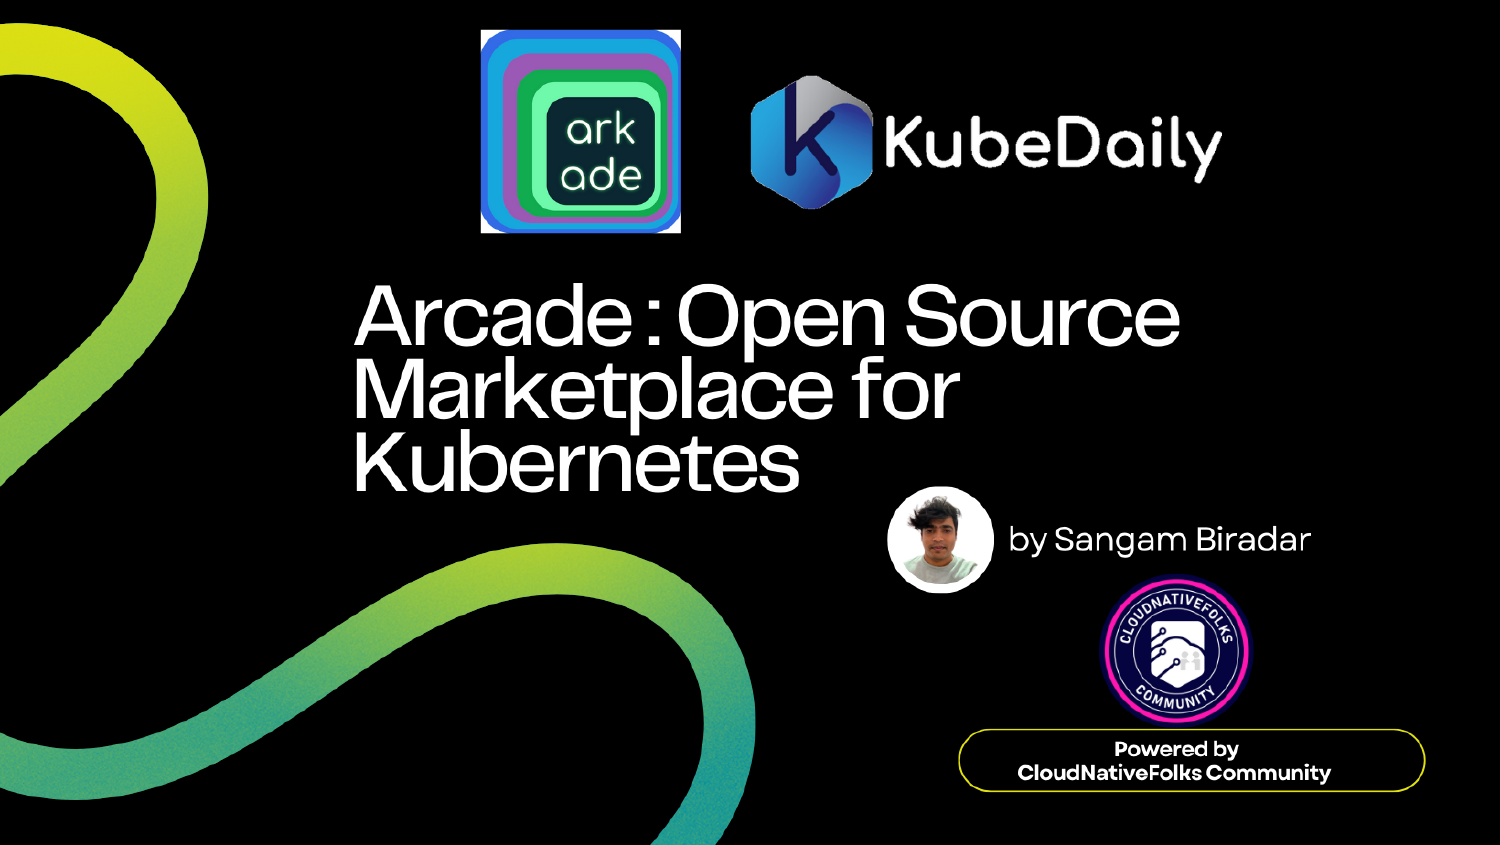 ark
ade
KubeDaily
Arcade : Open Source
Marketplace for
Kubernetes
by Sangam Biradar
CLOUDNATIVEFOLKS
COMMUNITY
Powered by
CloudNativeFolks Community